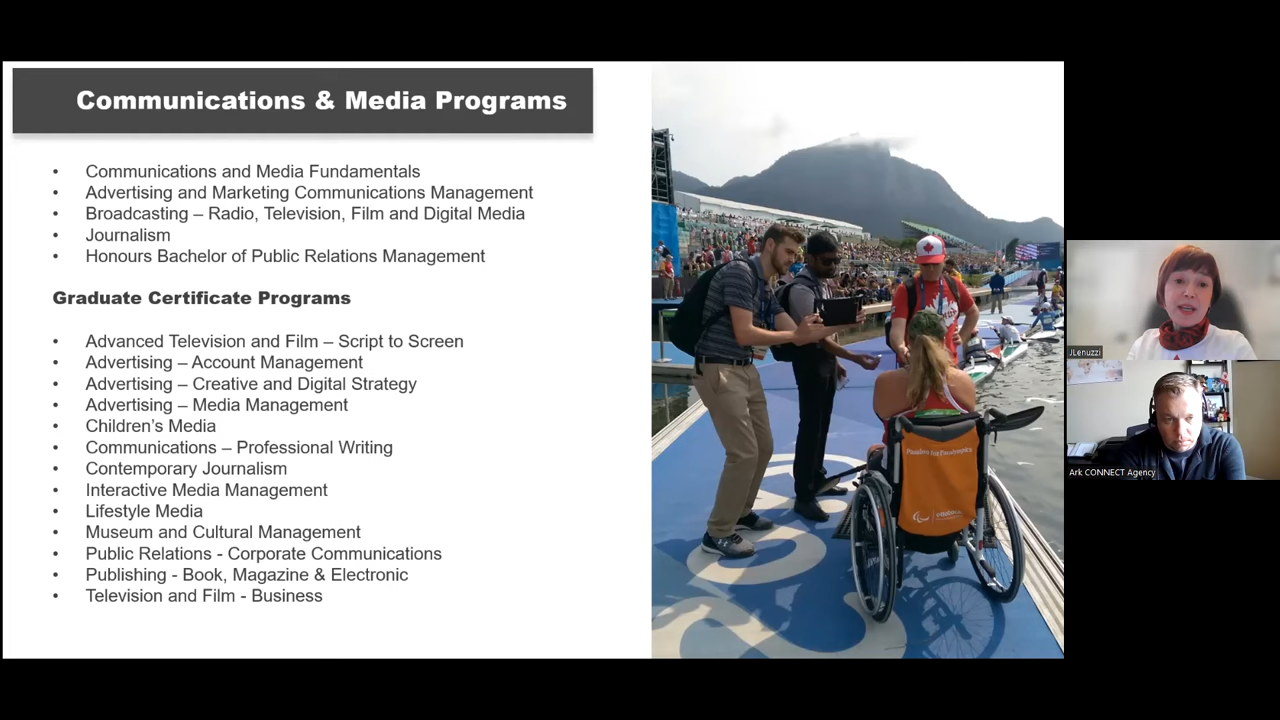 Communications & Media Programs
• Communications and Media Fundamentals
• Advertising and Marketing Communications Management
• Broadcasting – Radio, Television, Film and Digital Media
• Journalism
• Honours Bachelor of Public Relations Management
Graduate Certificate Programs
• Advanced Television and Film – Script to Screen
• Advertising – Account Management
• Advertising – Creative and Digital Strategy
• Advertising – Media Management
• Children’s Media
• Communications – Professional Writing
• Contemporary Journalism
• Interactive Media Management
• Lifestyle Media
• Museum and Cultural Management
• Public Relations - Corporate Communications
• Publishing - Book, Magazine & Electronic
• Television and Film - Business
Passion for Paralympics
JLenuzzi
Ark CONNECT Agency